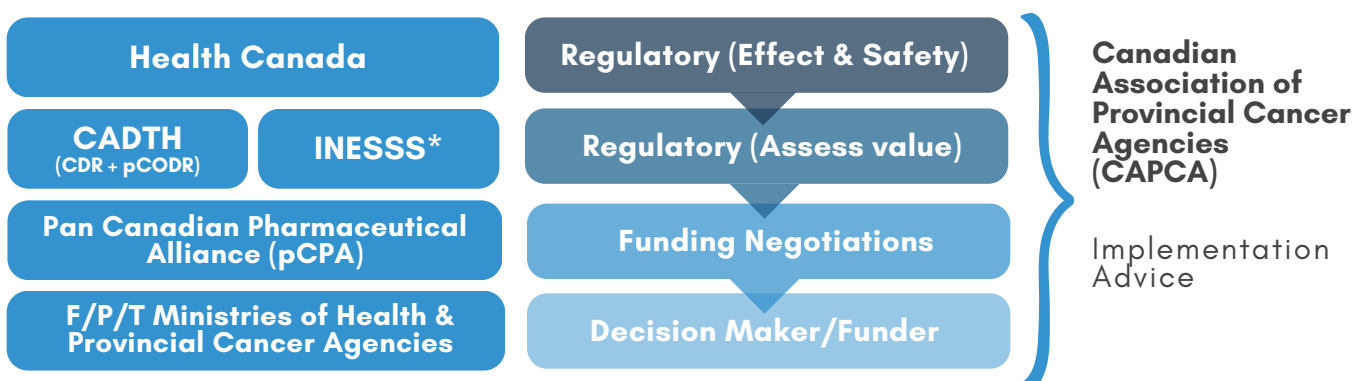 Health Canada
Regulatory (Effect & Safety)
CADTH
(CDR + pCODR)
INESSS*
Regulatory (Assess value)
Pan Canadian Pharmaceutical
Alliance (pCPA)
Funding Negotiations
F/P/T Ministries of Health &
Provincial Cancer Agencies
Decision Maker/Funder
Canadian
Association of
Provincial Cancer
Agencies
(CAPCA)
Implementation
Advice